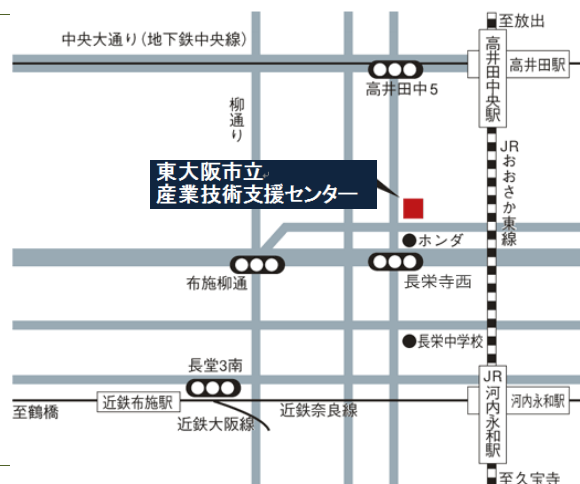 至放出
中央大通り(地下鉄中央線)
高井田中央駅
高井田駅
高井田中5
柳通り
JRおおさか東線
東大阪市立
産業技術支援センター
ホンダ
布施柳通
長栄寺西
長栄中学校
長堂3南
JR河内永和駅
河内永和駅
近鉄布施駅
近鉄奈良線
至鶴橋
近鉄大阪線
至久宝寺